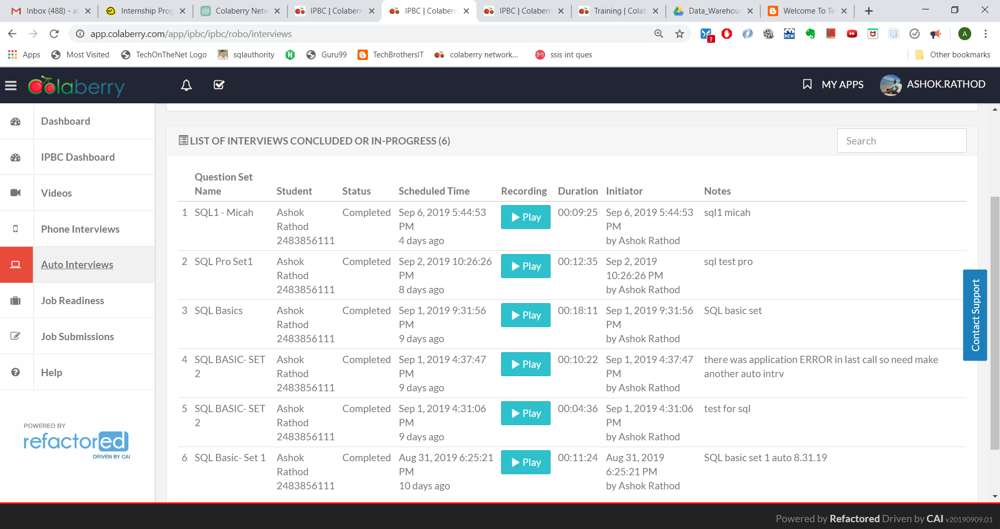 Inbox (488) - as
Internship Prog
Colaberry Netw
IPBC | Colaberry
IPBC | Colaberry
IPBC | Colaberry
Training | Colab
Data_Warehous
Welcome To Te
app.colaberry.com/app/ipbc/ipbc/robo/interviews
Apps
Most Visited
TechOnTheNet Logo
sqlauthority
Guru99
TechBrothersIT
colaberry network...
ssis int ques
Other bookmarks
Colaberry
MY APPS
ASHOK.RATHOD
Dashboard
IPBC Dashboard
Videos
Phone Interviews
Auto Interviews
Job Readiness
Job Submissions
Help
POWERED BY
refactored
DRIVEN BY CAI
LIST OF INTERVIEWS CONCLUDED OR IN-PROGRESS (6)
Search
Question Set
Name Student Status Scheduled Time Recording Duration Initiator Notes
1 SQL1 - Micah Ashok Completed Sep 6, 2019 5:44:53 Play 00:09:25 Sep 6, 2019 5:44:53 sql1 micah
Rathod PM PM
2483856111 4 days ago by Ashok Rathod
2 SQL Pro Set1 Ashok Completed Sep 2, 2019 10:26:26 Play 00:12:35 Sep 2, 2019 sql test pro
Rathod PM 10:26:26 PM
2483856111 8 days ago by Ashok Rathod
3 SQL Basics Ashok Completed Sep 1, 2019 9:31:56 Play 00:18:11 Sep 1, 2019 9:31:56 SQL basic set
Rathod PM PM
2483856111 9 days ago by Ashok Rathod
4 SQL BASIC- SET Ashok Completed Sep 1, 2019 4:37:47 Play 00:10:22 Sep 1, 2019 4:37:47 there was application ERROR in last call so need make
2 Rathod PM PM another auto intrv
2483856111 9 days ago by Ashok Rathod
5 SQL BASIC- SET Ashok Completed Sep 1, 2019 4:31:06 Play 00:04:36 Sep 1, 2019 4:31:06 test for sql
2 Rathod PM PM
2483856111 9 days ago by Ashok Rathod
6 SQL Basic- Set 1 Ashok Completed Aug 31, 2019 6:25:21 Play 00:11:24 Aug 31, 2019 SQL basic set 1 auto 8.31.19
Rathod PM 6:25:21 PM
2483856111 10 days ago by Ashok Rathod
Contact Support
Powered by Refactored Driven by CAI v20190909.01